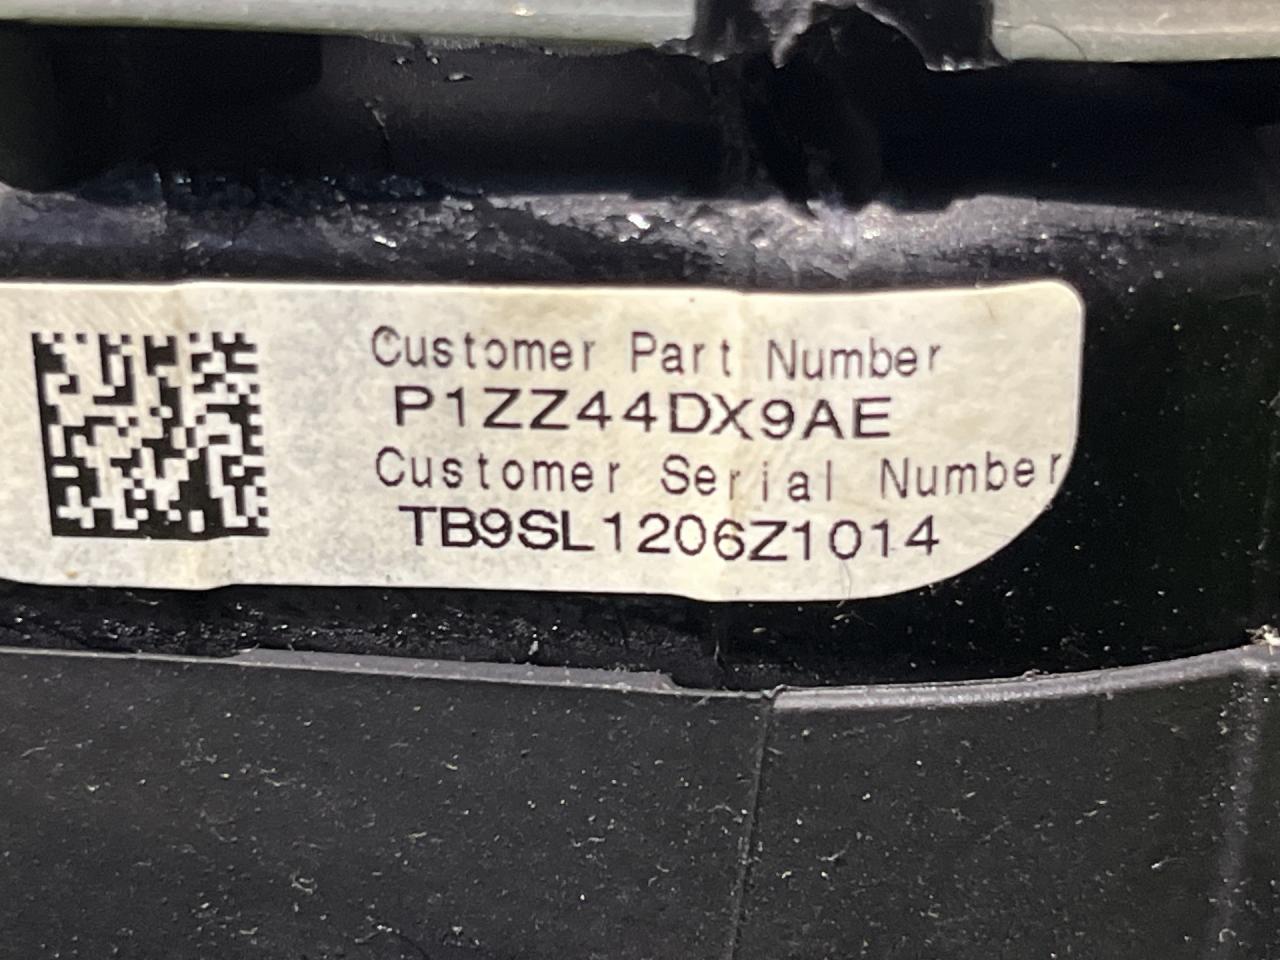 Customer Part Number
P1ZZ44DX9AE
Customer Serial Number
TB9SL1206Z1014